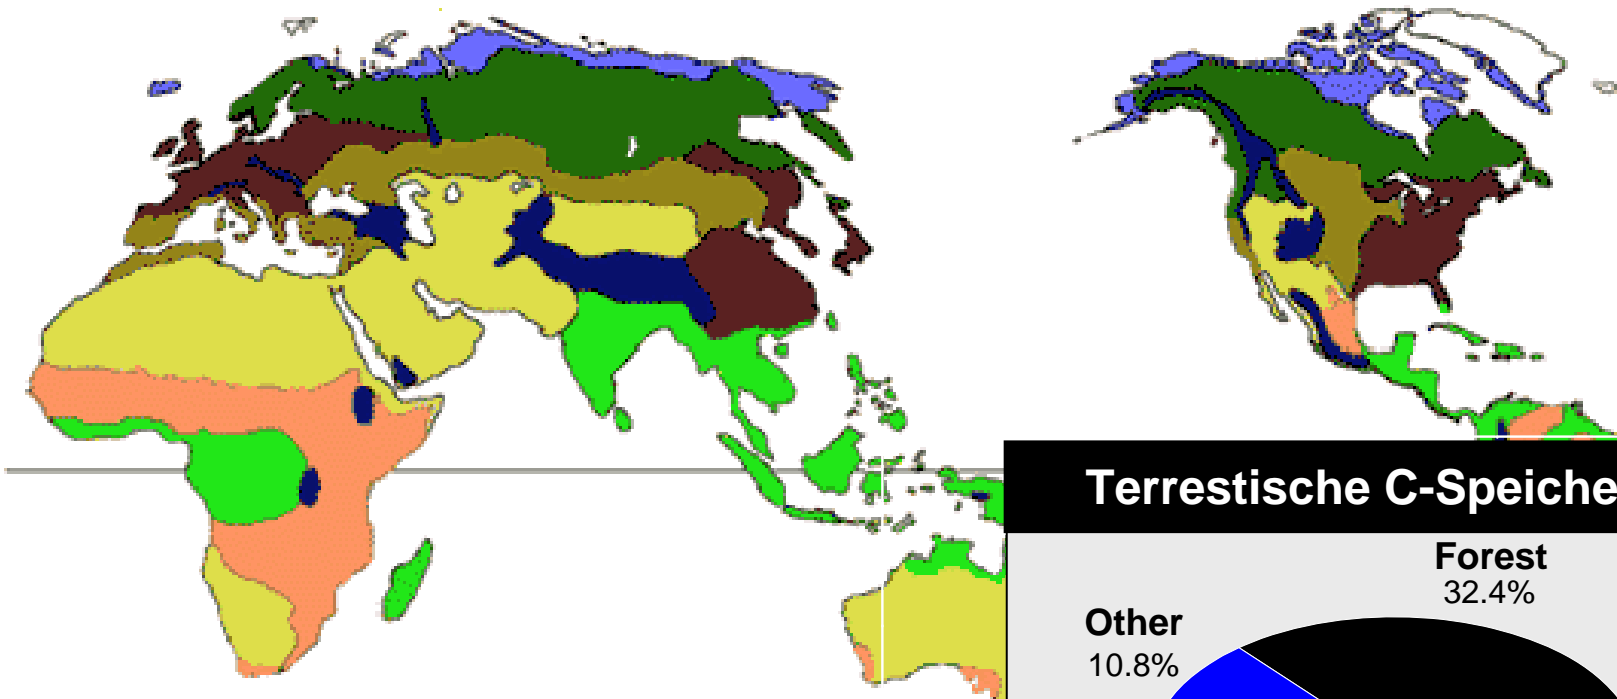 Terrestische C-Speiche
Forest
32.4%
Other
10.8%